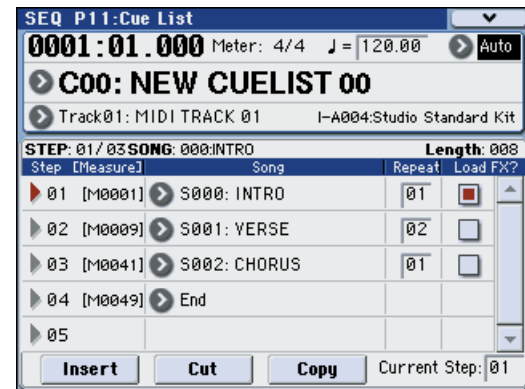 SEQ P11:Cue List
0001:01.000 Meter: 4/4 ♩= 120.00 Auto
C00: NEW CUELIST 00
Track01: MIDI TRACK 01 I-A004:Studio Standard Kit
STEP: 01/03 SONG: 000:INTRO Length: 008
Step [Measure] Song Repeat Load FX?
01 [M0001] S000: INTRO 01
02 [M0009] S001: VERSE 02
03 [M0041] S002: CHORUS 01
04 [M0049] End
05
Insert Cut Copy Current Step: 01